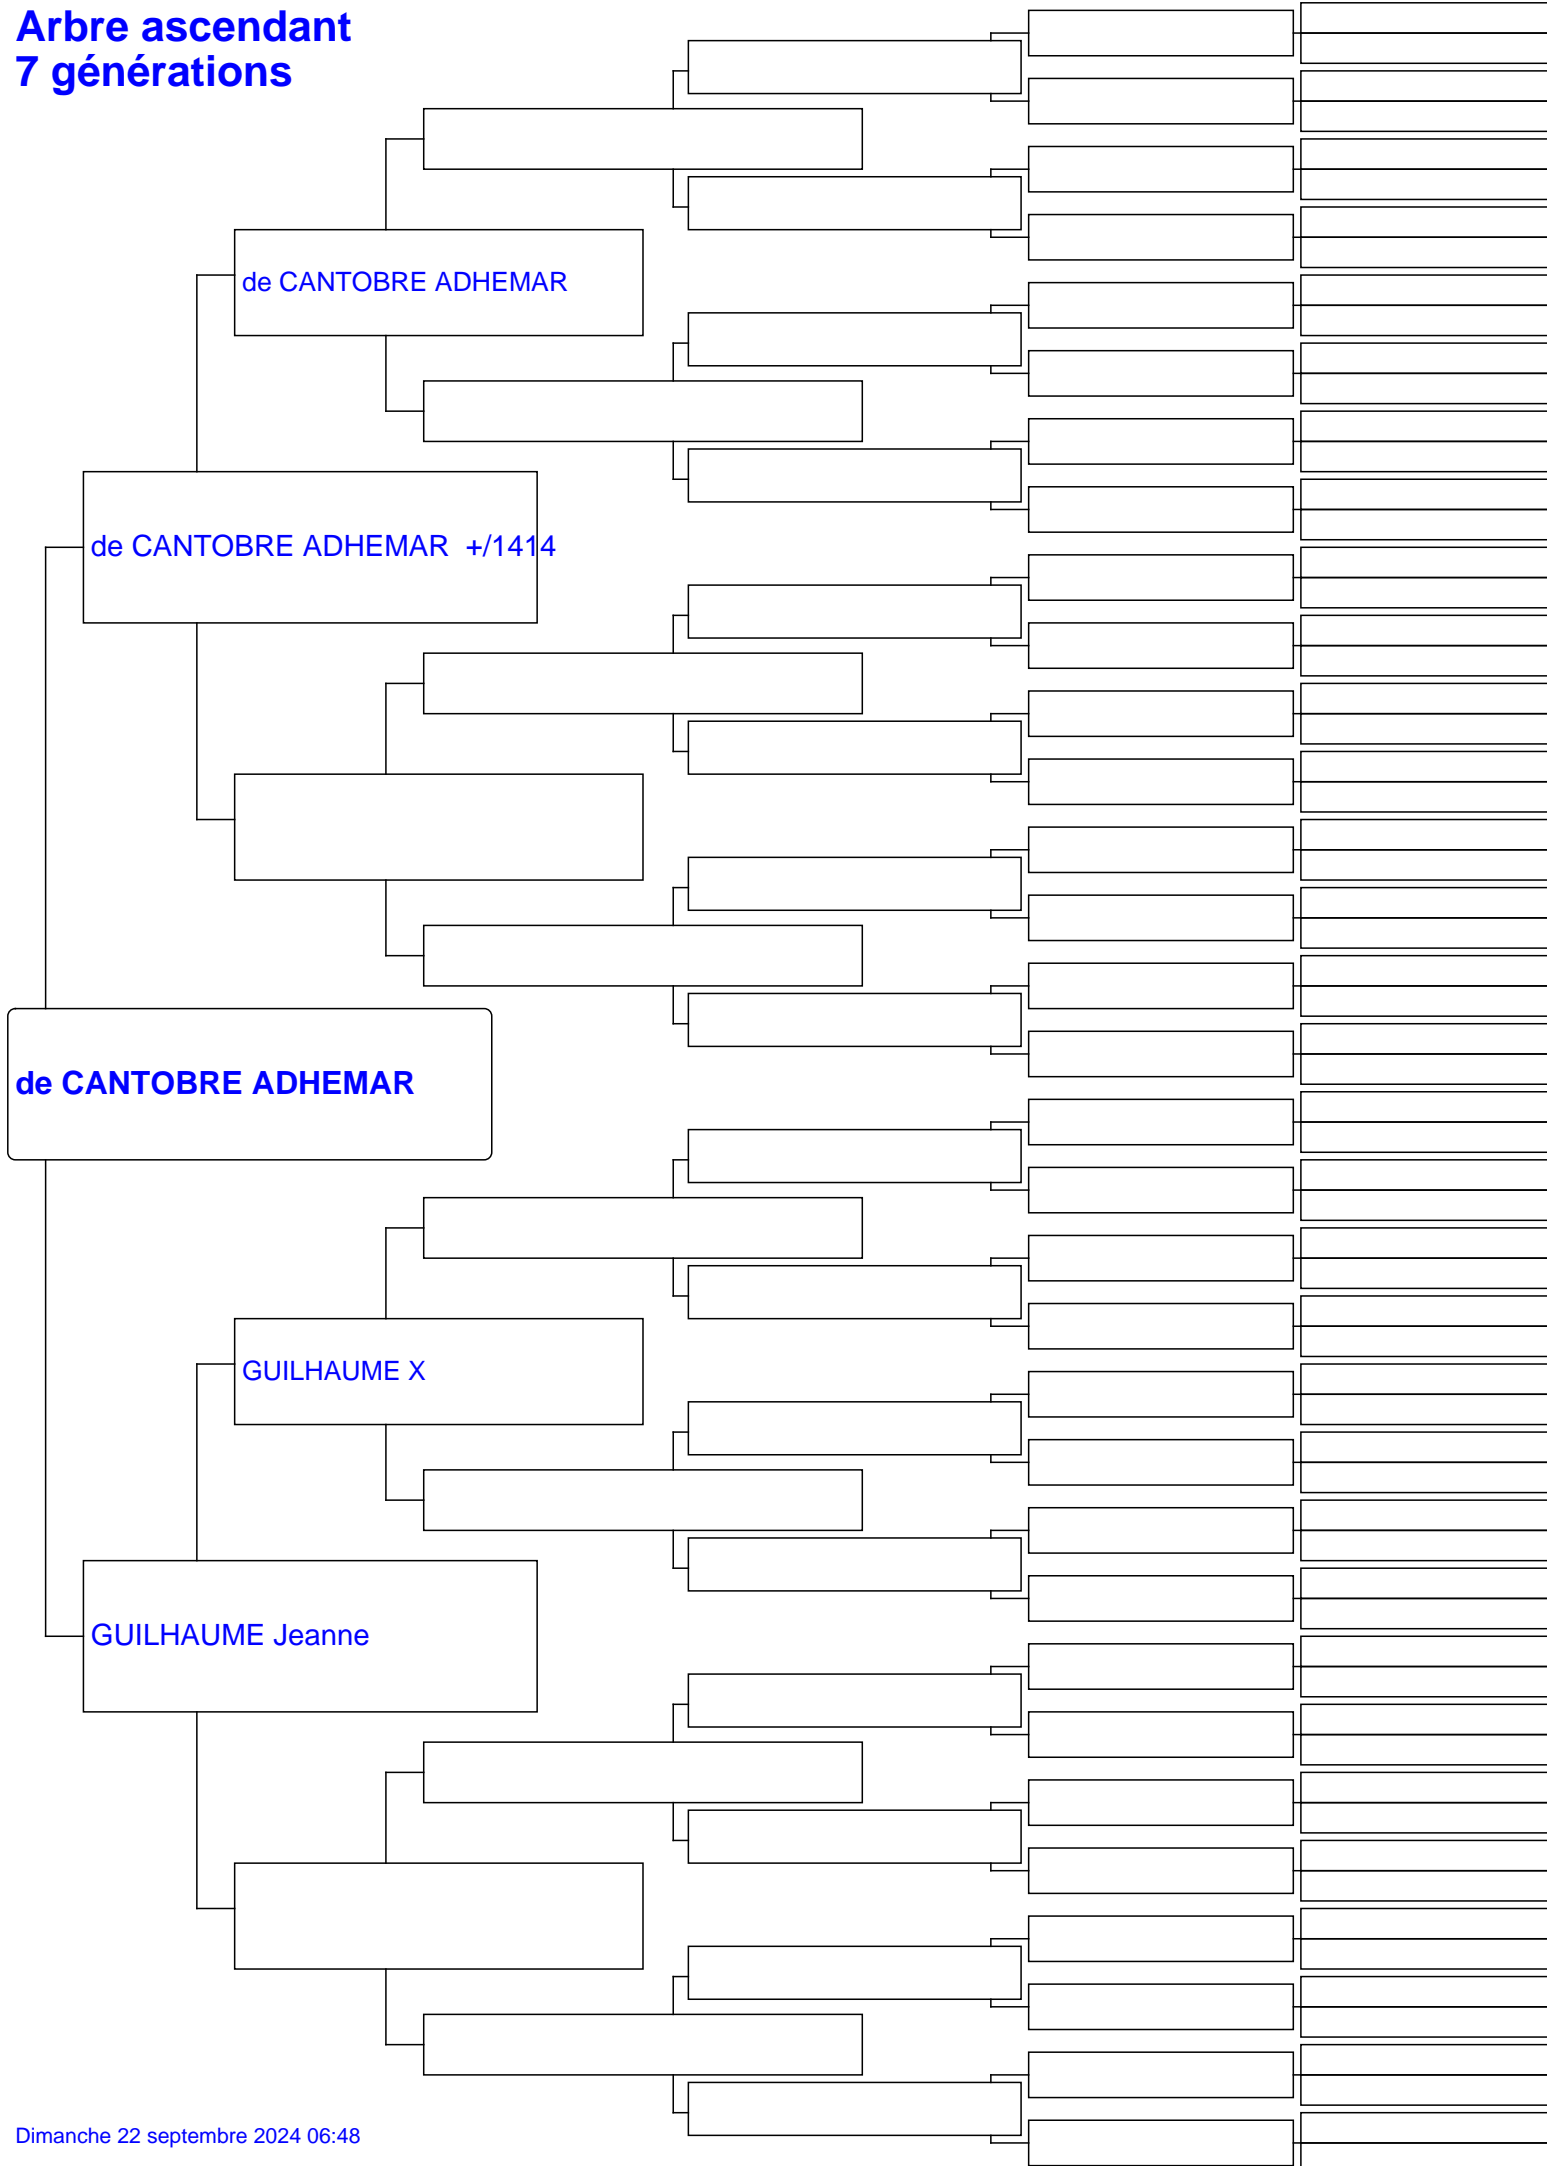 Arbre ascendant
7 générations
de CANTOBRE ADHEMAR
de CANTOBRE ADHEMAR  +/1414
de CANTOBRE ADHEMAR
GUILHAUME X
GUILHAUME Jeanne
Dimanche 22 septembre 2024 06:48